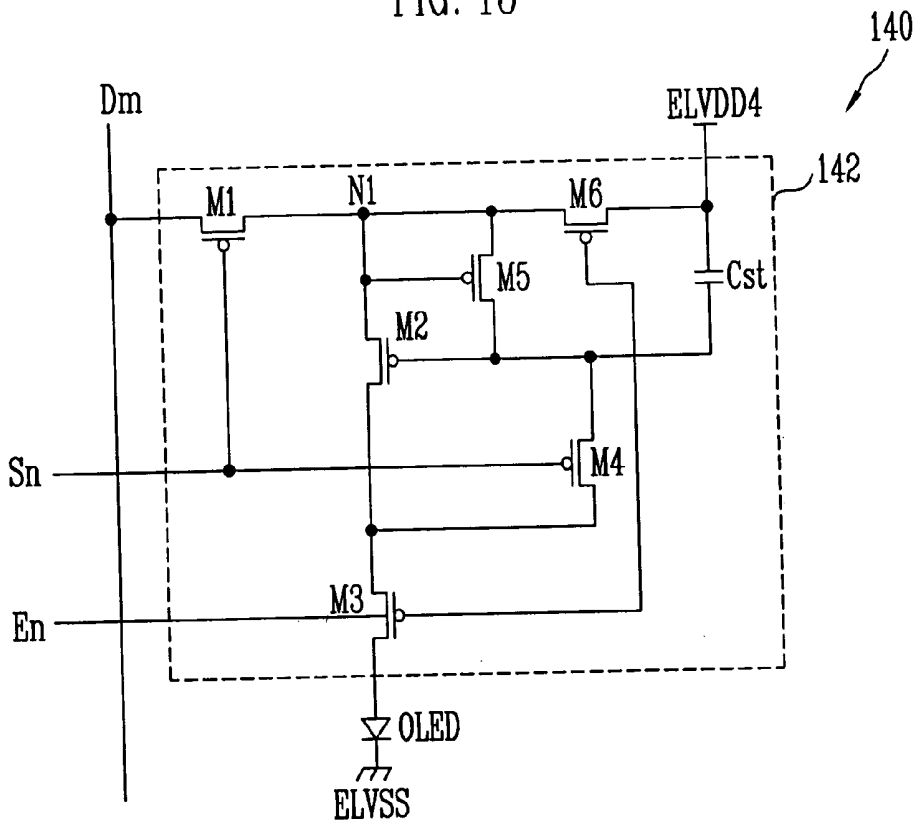 FIG. 10
140
Dm
ELVDD4
142
M1
N1
M6
M5
Cst
M2
Sn
M4
M3
En
OLED
ELVSS